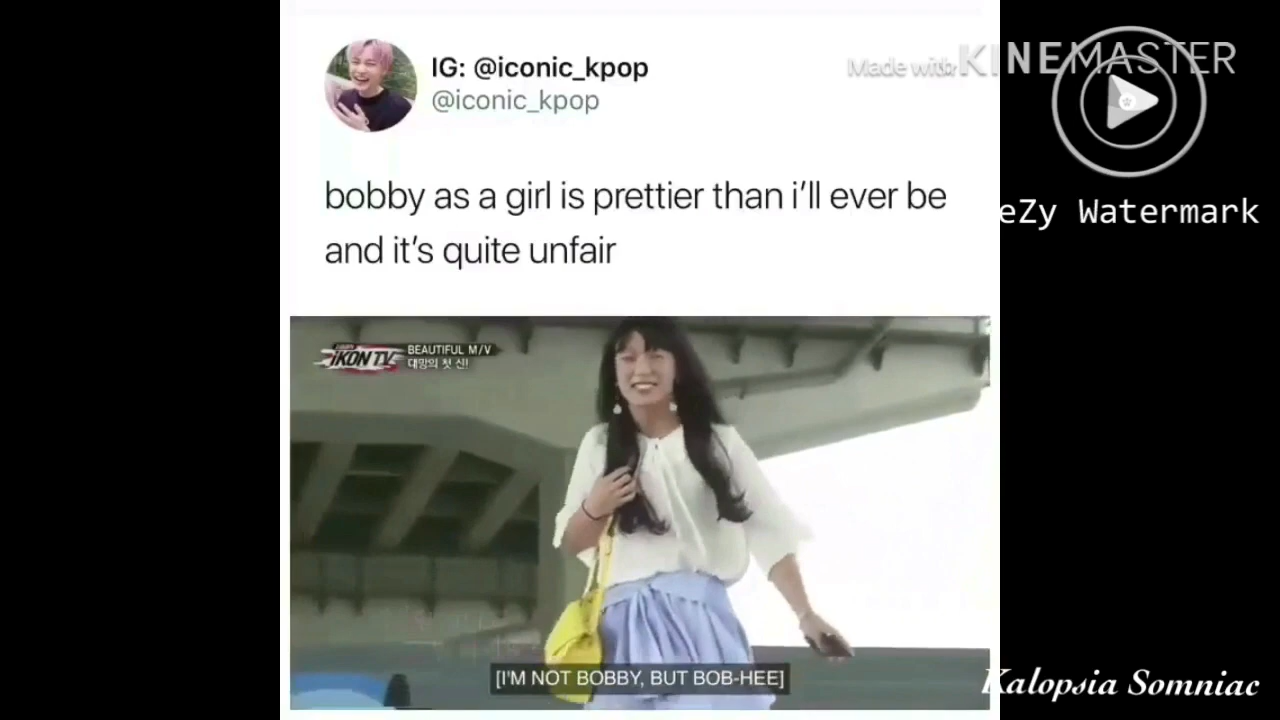 IG: @iconic_kpop
@iconic_kpop
Made with KINEMASTER
eZy Watermark
bobby as a girl is prettier than i'll ever be
and it's quite unfair
iKON TV
BEAUTIFUL M/V
대망의 첫 신!
[I'M NOT BOBBY, BUT BOB-HEE]
Kalopsia Somniac